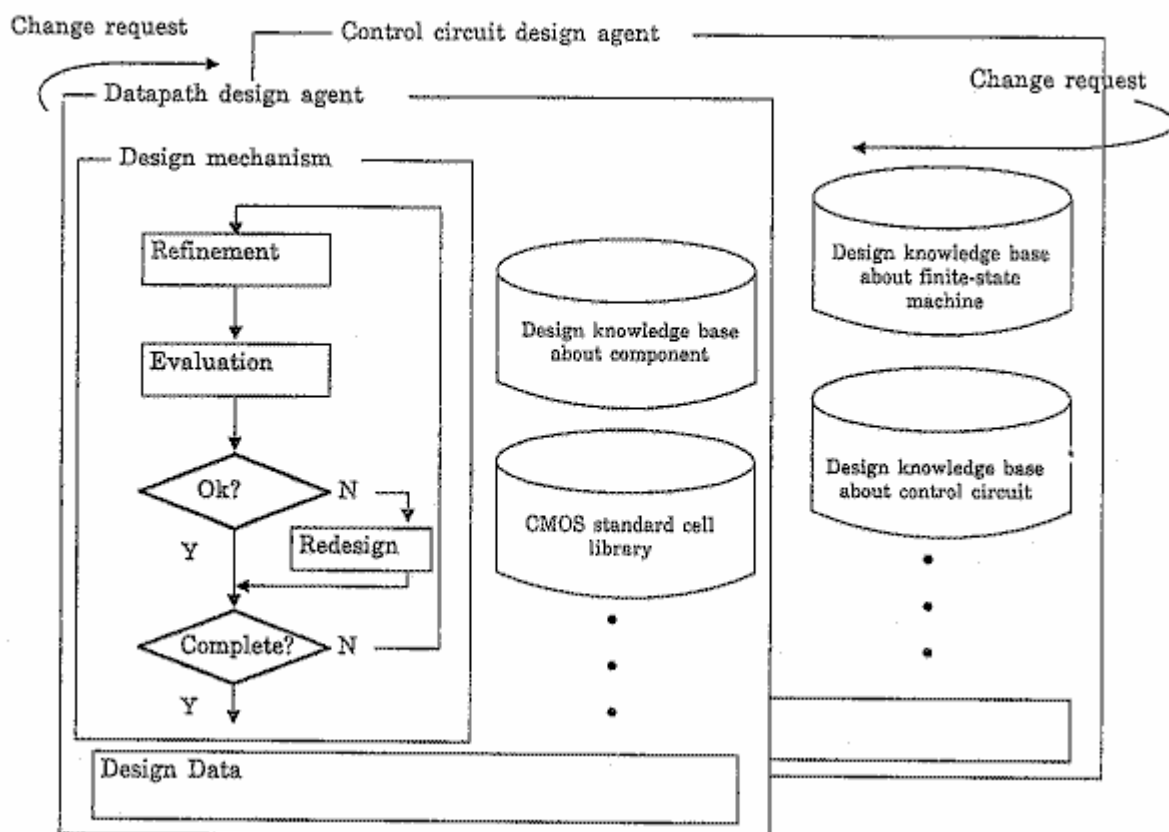 Change request
Control circuit design agent
Datapath design agent
Change request
Design mechanism
Refinement
Evaluation
Ok?
N
Y
Redesign
Complete?
N
Y
Design knowledge base
about component
CMOS standard cell
library
Design knowledge base
about finite-state
machine
Design knowledge base
about control circuit
Design Data